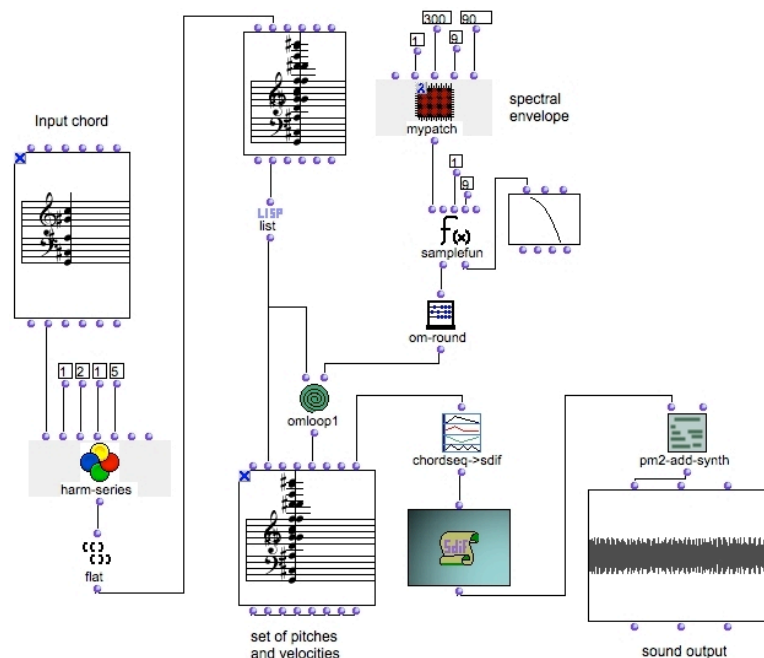 300
90
1
9
mypatch
spectral
envelope
Input chord
1
9
LISP
list
f(x)
samplefun
om-round
1
2
1
5
omloop1
harm-series
chordseq->sdif
pm2-add-synth
Sdif
flat
set of pitches
and velocities
sound output